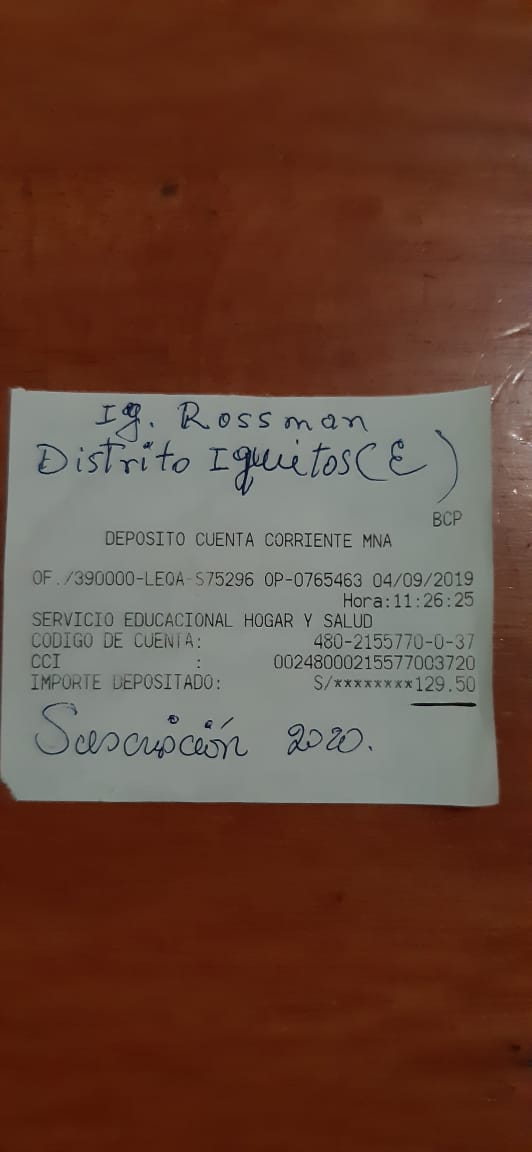 Ig. Rossman
Distrito Iquitos (E)
BCP
DEPOSITO CUENTA CORRIENTE MNA
OF./390000-LEQA-S75296 OP-0765463 04/09/2019
Hora:11:26:25
SERVICIO EDUCACIONAL HOGAR Y SALUD
CODIGO DE CUENTA: 480-2155770-0-37
CCI : 00248000215577003720
IMPORTE DEPOSITADO: S/********129.50
Suscripción 2020.